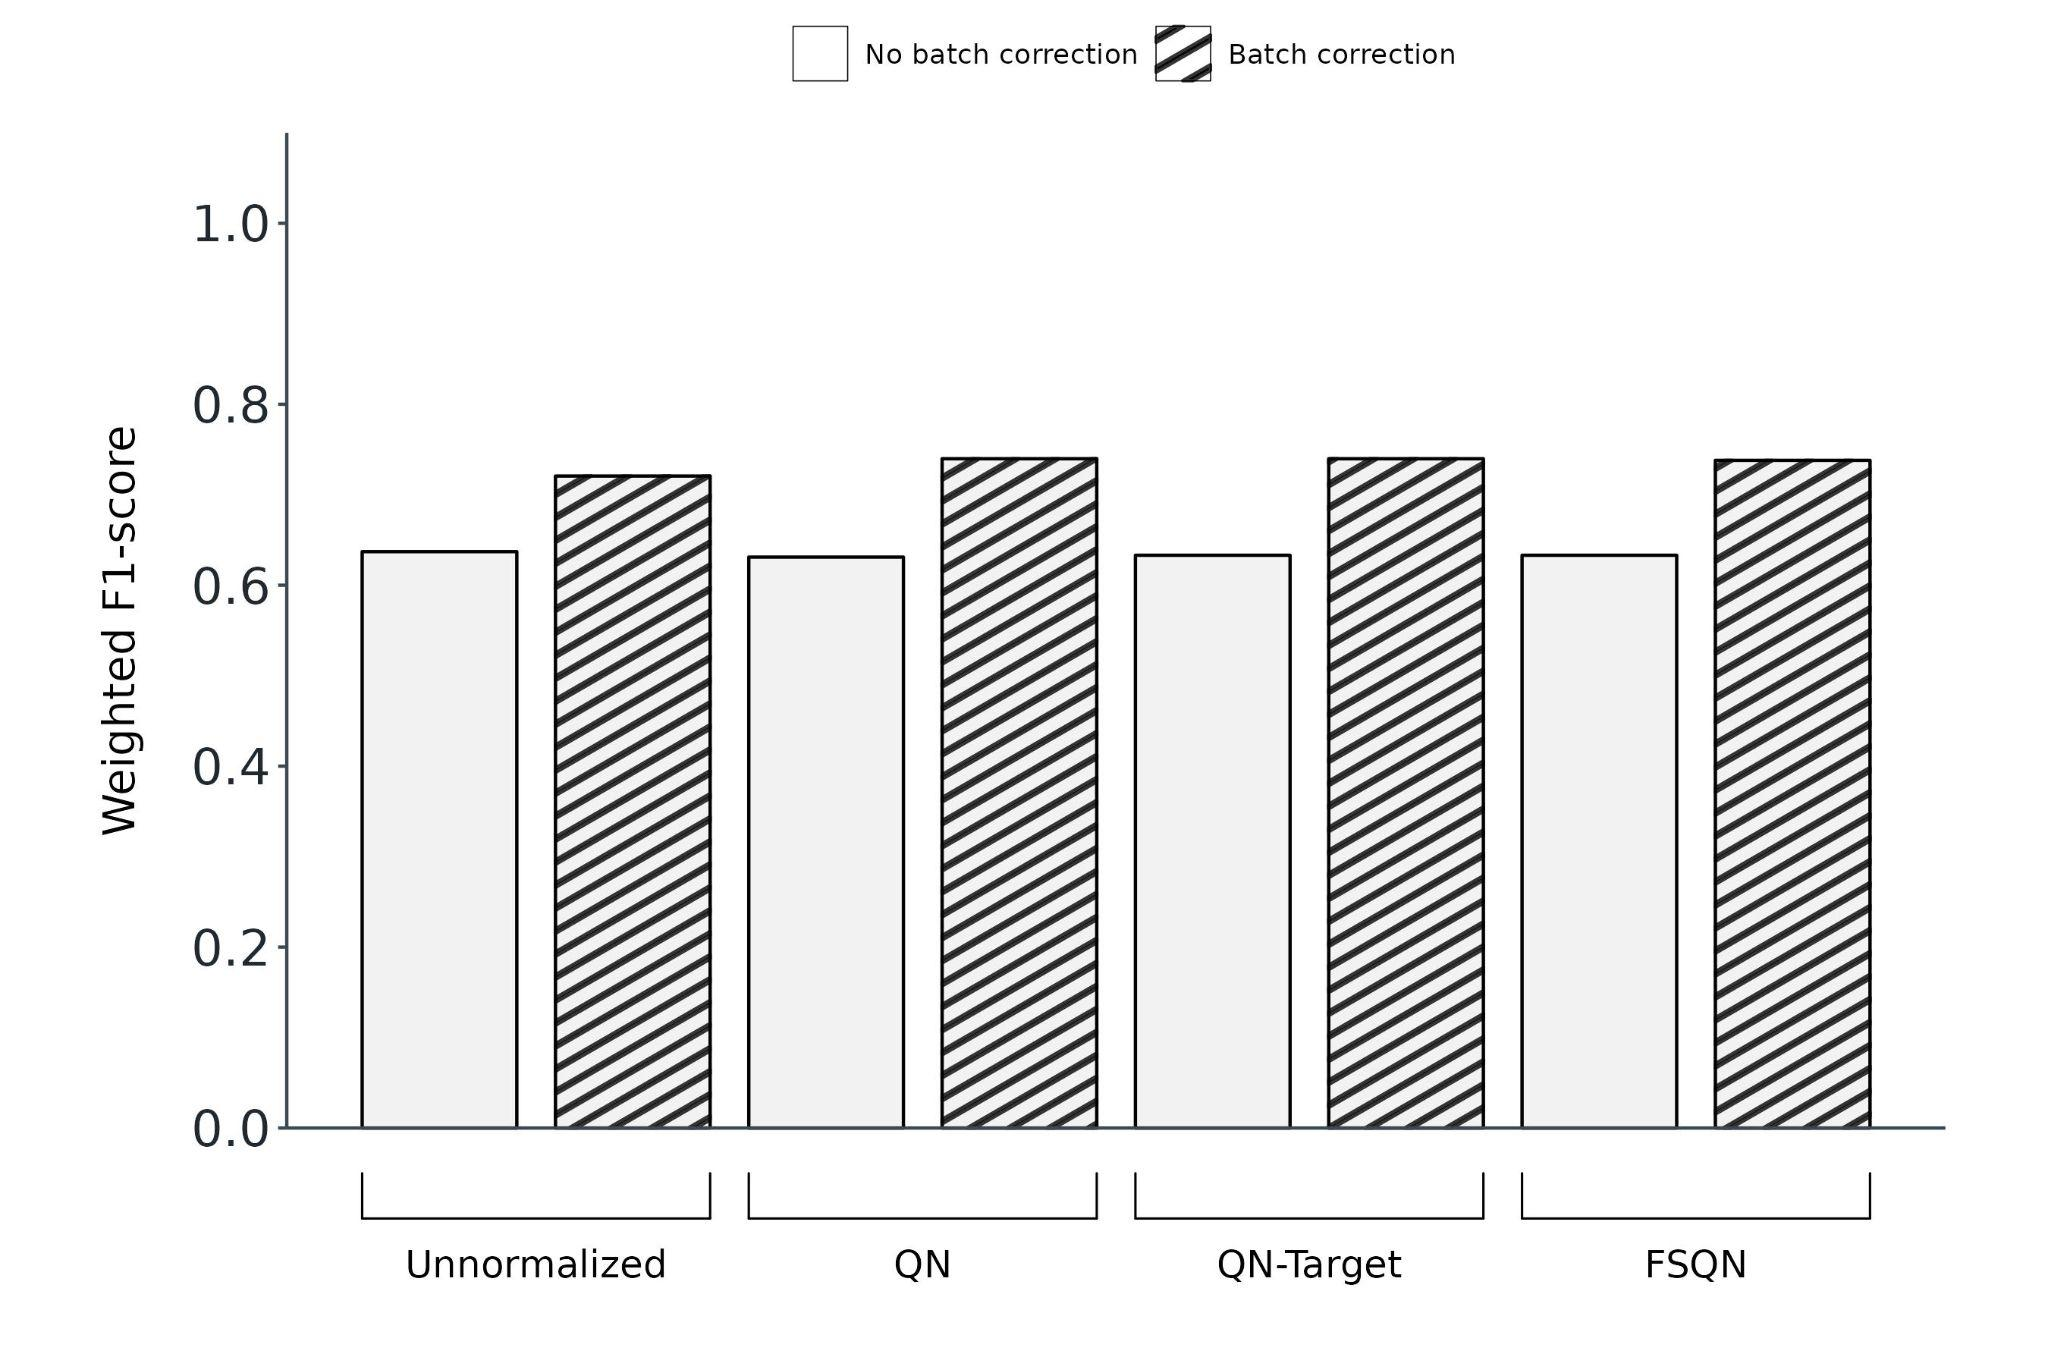 No batch correction
Batch correction
Weighted F1-score
1.0
0.8
0.6
0.4
0.2
0.0
Unnormalized
QN
QN-Target
FSQN